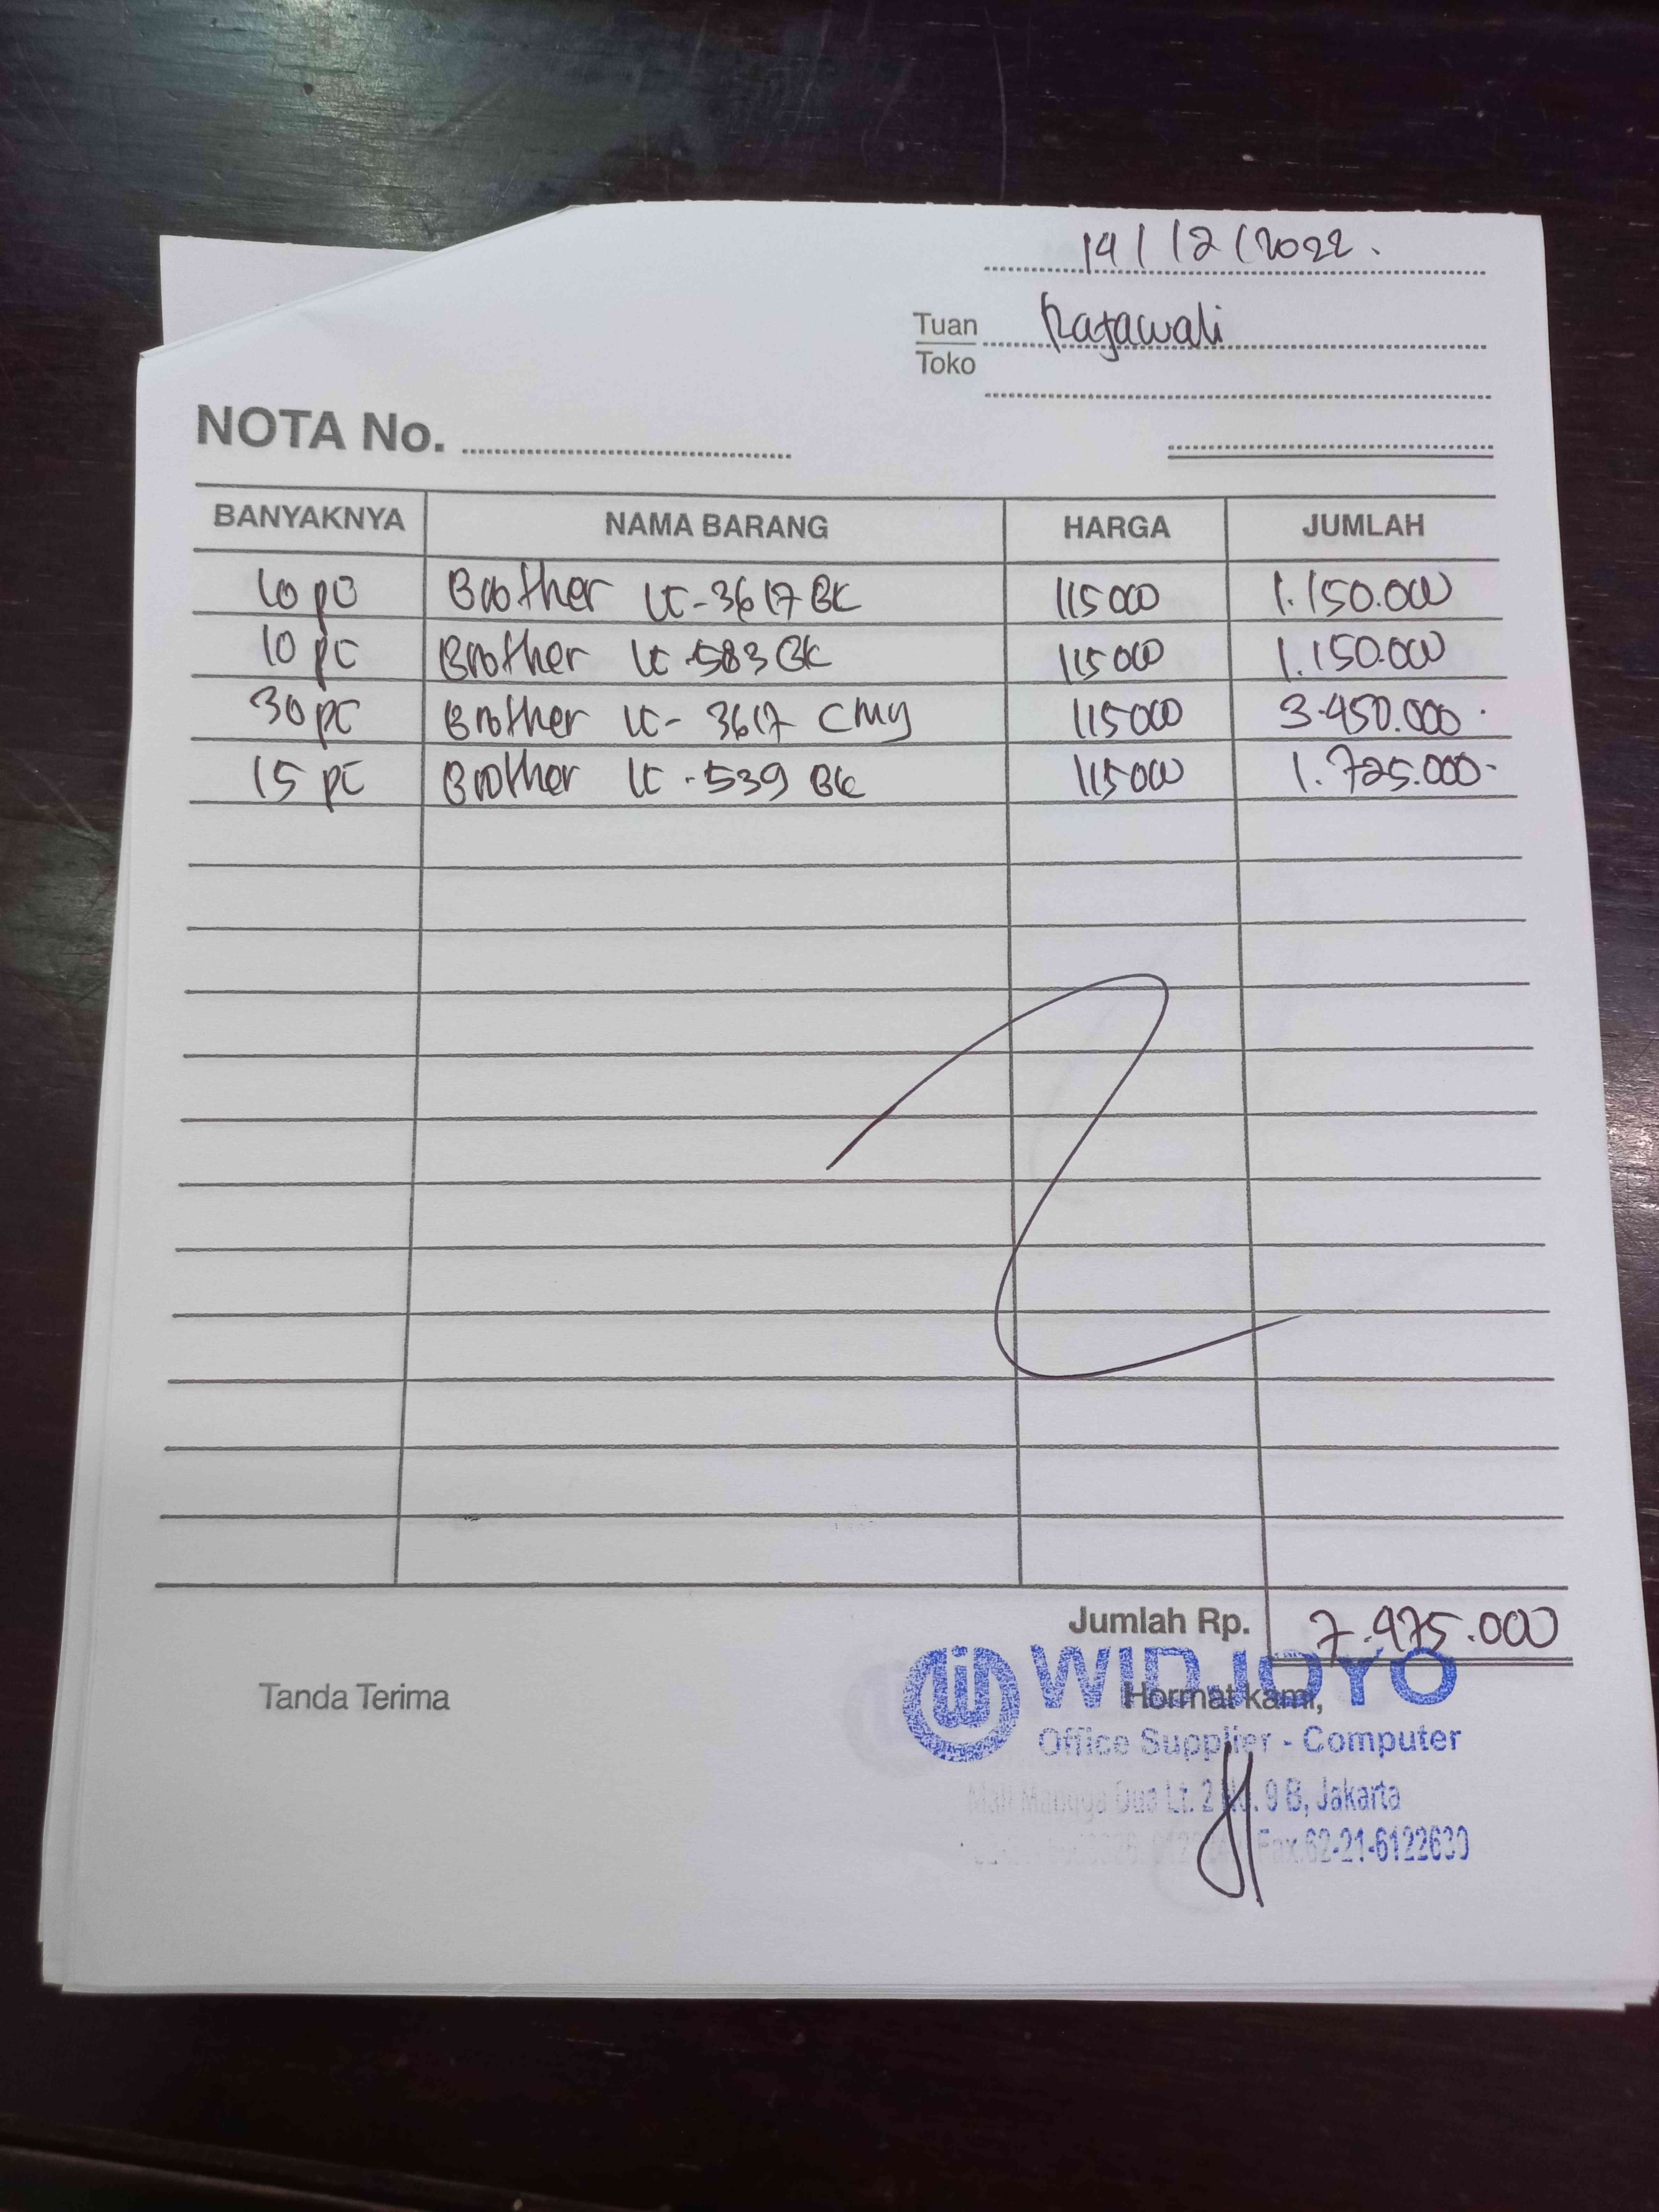 14/12/2022.
Tuan Rajawali
Toko
NOTA No.
BANYAKNYA NAMA BARANG HARGA JUMLAH
10 pc Brother LC-3617 BK 115000 1.150.000
10 pc Brother LC-583 BK 115000 1.150.000
30 pc Brother LC- 3617 CMY 115000 3.450.000
15 pc Brother LC-539 BK 115000 1.725.000
Jumlah Rp. 7.475.000
WIDJOYO
Tanda Terima Hormat kami,
Office Supplier - Computer
Mall Mangga Dua Lt. 2 No. 9 B, Jakarta
Fax.62-21-6122630